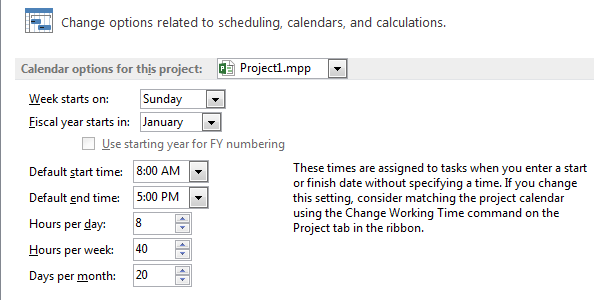 Change options related to scheduling, calendars, and calculations.
Calendar options for this project: Project1.mpp
Week starts on: Sunday
Fiscal year starts in: January
Use starting year for FY numbering
Default start time: 8:00 AM
Default end time: 5:00 PM
Hours per day: 8
Hours per week: 40
Days per month: 20
These times are assigned to tasks when you enter a start
or finish date without specifying a time. If you change
this setting, consider matching the project calendar
using the Change Working Time command on the
Project tab in the ribbon.